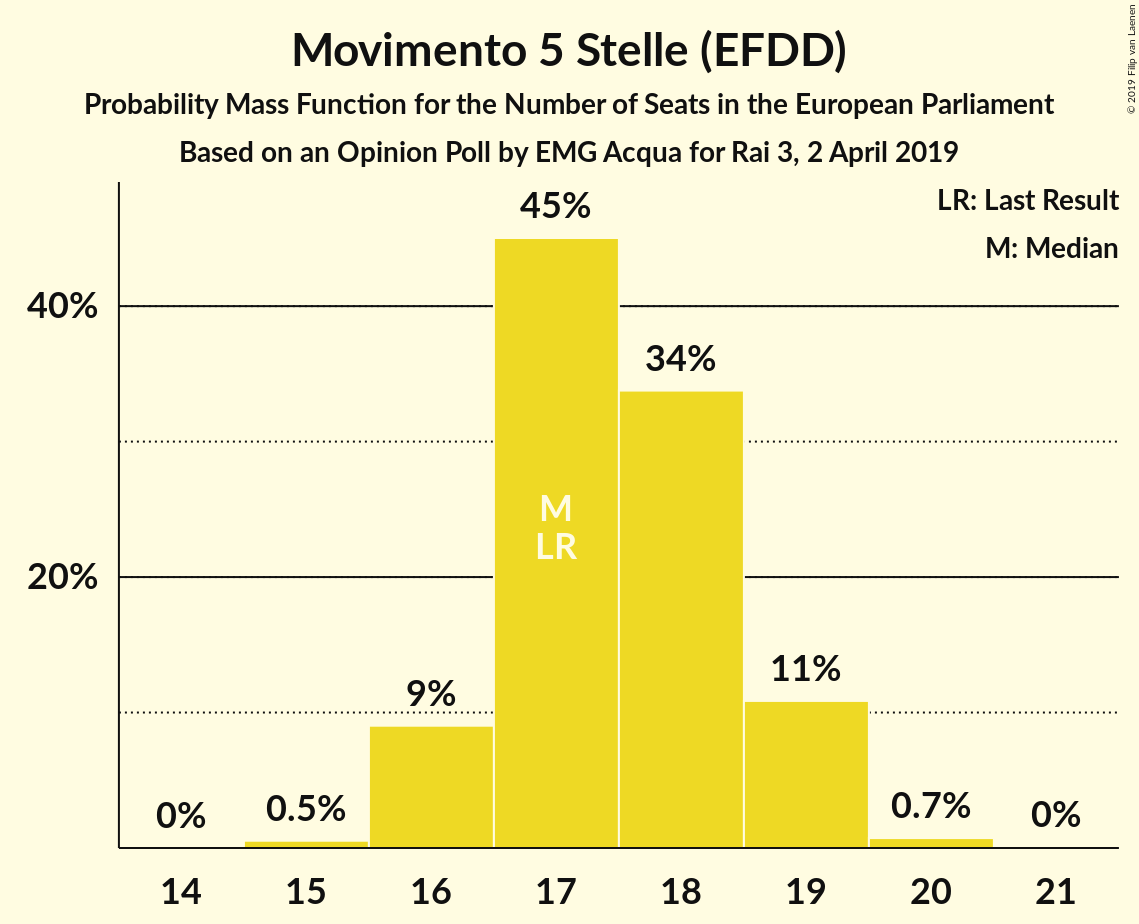 Movimento 5 Stelle (EFDD)
Probability Mass Function for the Number of Seats in the European Parliament
Based on an Opinion Poll by EMG Acqua for Rai 3, 2 April 2019
© 2019 Filip van Laenen
LR: Last Result
M: Median
40%
20%
0%
0.5%
9%
45%
34%
11%
0.7%
0%
M
LR
14 15 16 17 18 19 20 21